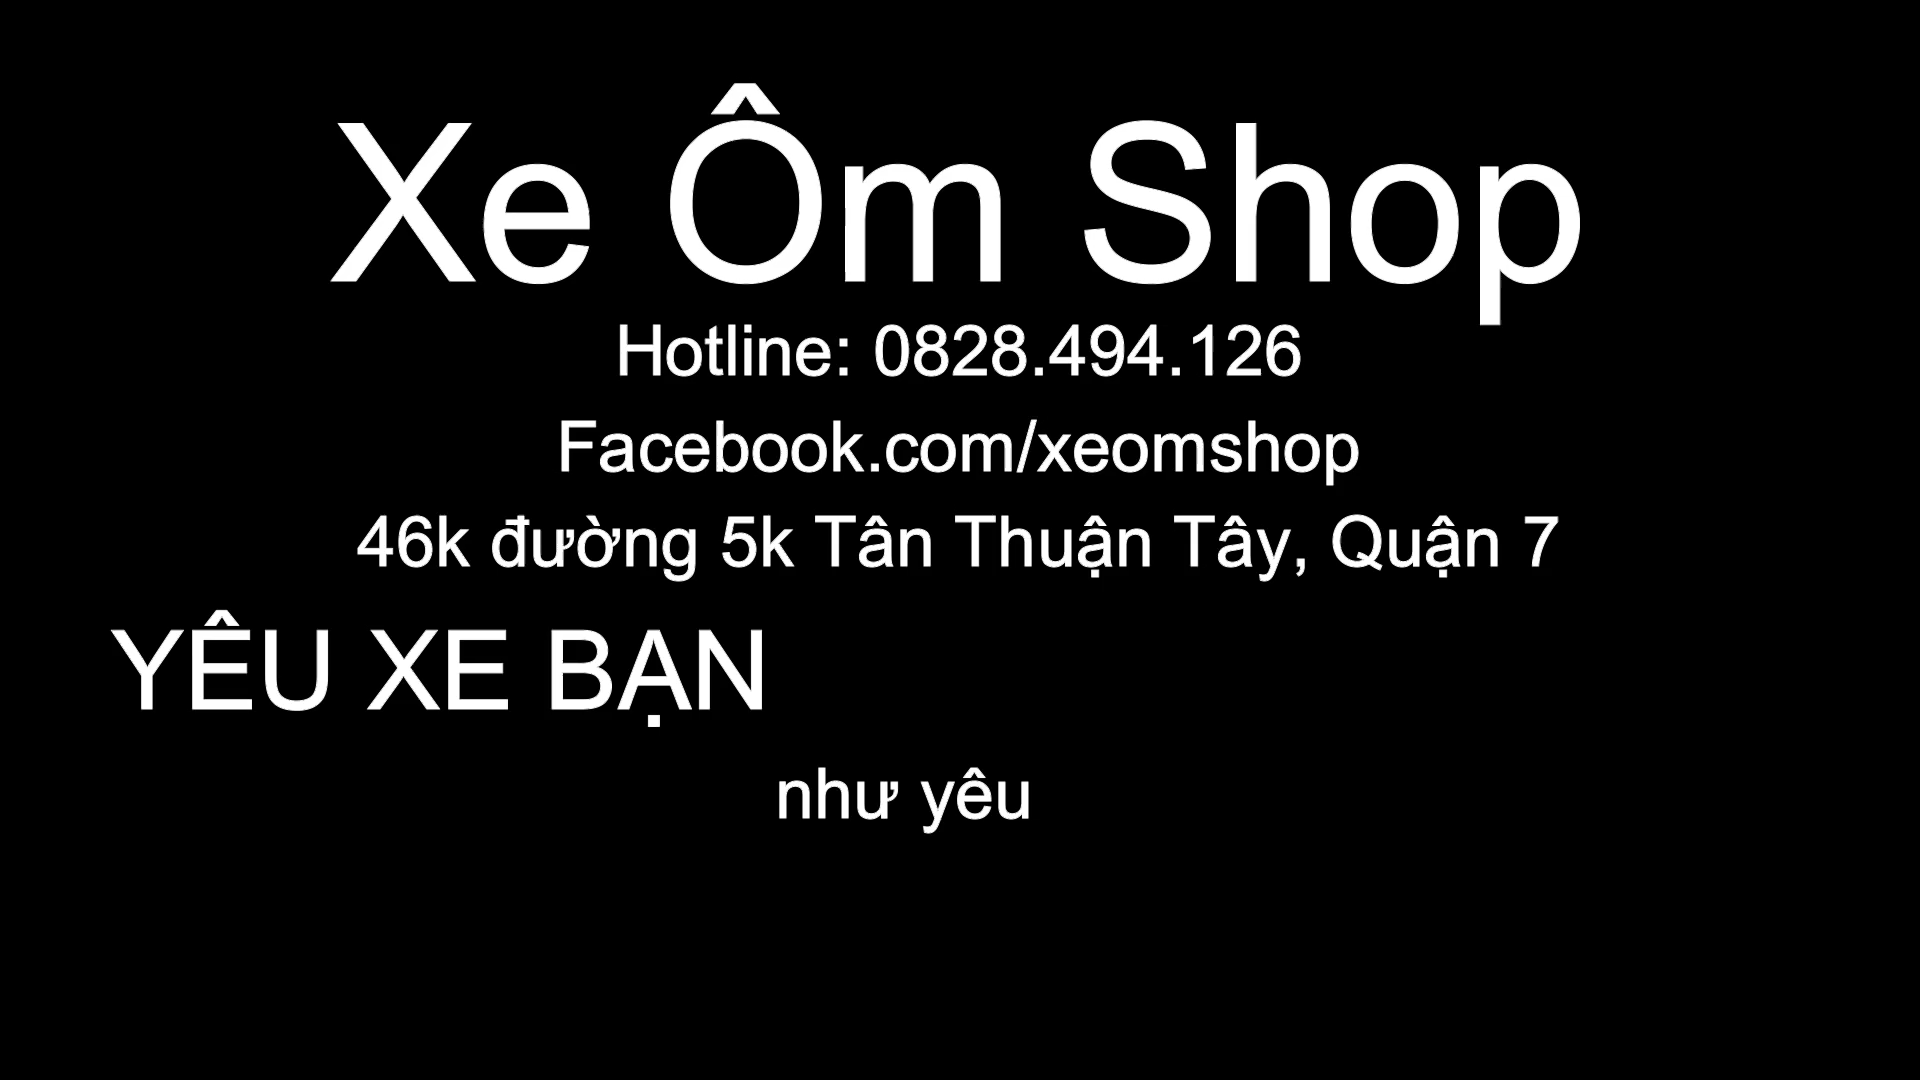 Xe Ôm Shop
Hotline: 0828.494.126
Facebook.com/xeomshop
46k đường 5k Tân Thuận Tây, Quận 7
YÊU XE BẠN
như yêu